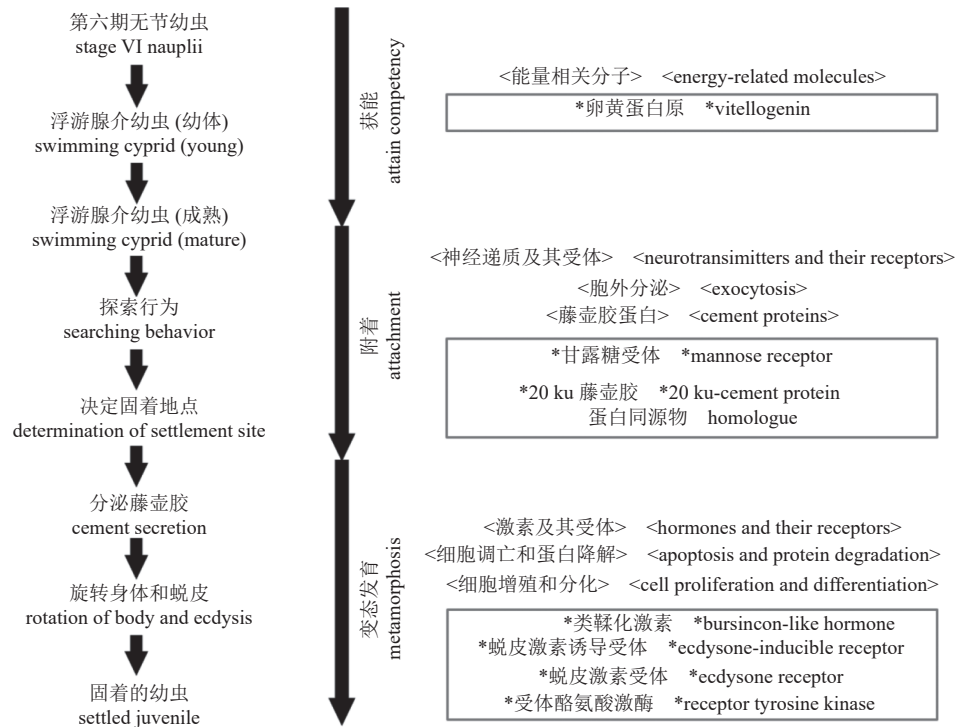 第六期无节幼虫
stage VI nauplii
浮游腺介幼虫 (幼体)
swimming cyprid (young)
浮游腺介幼虫 (成熟)
swimming cyprid (mature)
探索行为
searching behavior
决定固着地点
determination of settlement site
分泌藤壶胶
cement secretion
旋转身体和蜕皮
rotation of body and ecdysis
固着的幼虫
settled juvenile
获能
attain competency
附着
attachment
变态发育
metamorphosis
<能量相关分子> <energy-related molecules>
*卵黄蛋白原 *vitellogenin
<神经递质及其受体> <neurotransimitters and their receptors>
<胞外分泌> <exocytosis>
<藤壶胶蛋白> <cement proteins>
*甘露糖受体 *mannose receptor
*20 ku 藤壶胶 *20 ku-cement protein
蛋白同源物 homologue
<激素及其受体> <hormones and their receptors>
<细胞调亡和蛋白降解> <apoptosis and protein degradation>
<细胞增殖和分化> <cell proliferation and differentiation>
*类鞣化激素 *bursincon-like hormone
*蜕皮激素诱导受体 *ecdysone-inducible receptor
*蜕皮激素受体 *ecdysone receptor
*受体酪氨酸激酶 *receptor tyrosine kinase